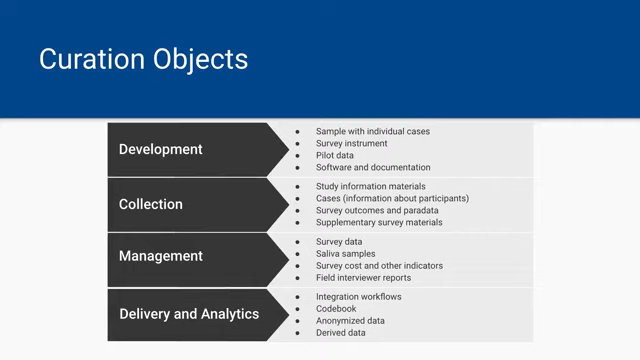 Curation Objects
Development
● Sample with individual cases
● Survey instrument
● Pilot data
● Software and documentation
Collection
● Study information materials
● Cases (information about participants)
● Survey outcomes and paradata
● Supplementary survey materials
Management
● Survey data
● Saliva samples
● Survey cost and other indicators
● Field interviewer reports
Delivery and Analytics
● Integration workflows
● Codebook
● Anonymized data
● Derived data